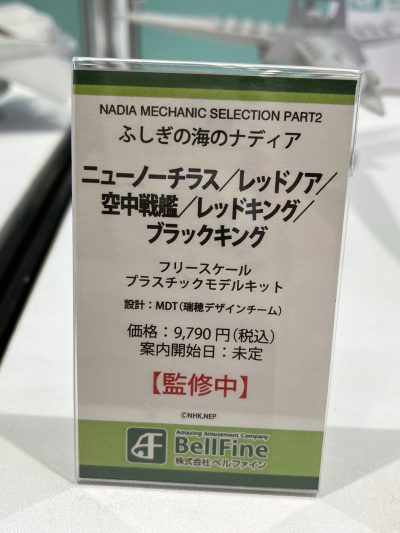 NADIA MECHANIC SELECTION PART2
ふしぎの海のナディア
ニューノーチラス/レッドノア/
空中戦艦/レッドキング/
ブラックキング
フリースケール
プラスチックモデルキット
設計:MDT(瑞穂デザインチーム)
価格:9,790円(税込)
案内開始日:未定
【監修中】
©NHK.NEP
Amazing Amusement Company
BellFine
株式会社ベルファイン